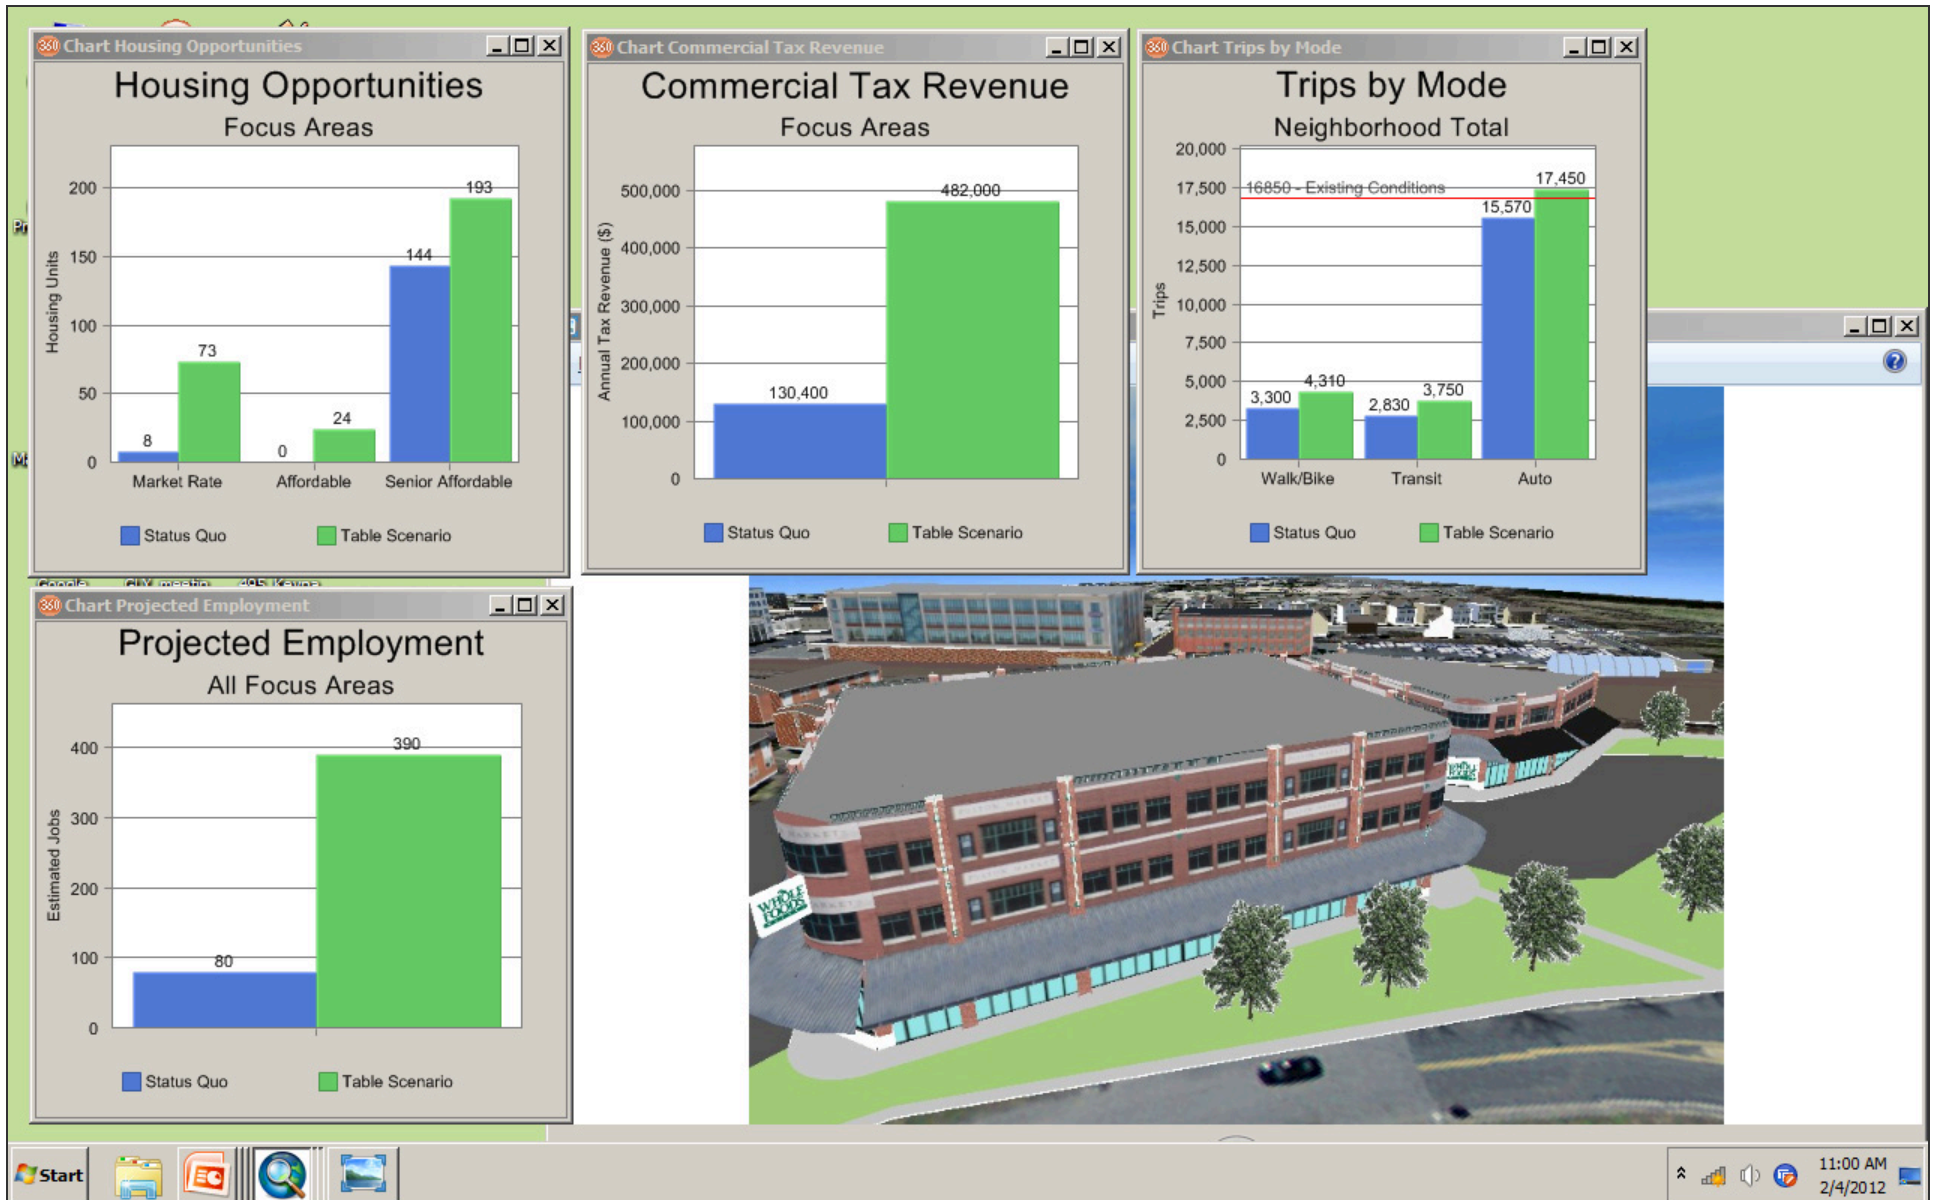 Chart Housing Opportunities
Housing Opportunities
Focus Areas
Housing Units
200
150
100
50
0
8
73
0
24
144
193
Market Rate
Affordable
Senior Affordable
Status Quo
Table Scenario
Chart Commercial Tax Revenue
Commercial Tax Revenue
Focus Areas
Annual Tax Revenue ($)
500,000
400,000
300,000
200,000
100,000
0
130,400
482,000
Status Quo
Table Scenario
Chart Trips by Mode
Trips by Mode
Neighborhood Total
Trips
20,000
17,500
15,000
12,500
10,000
7,500
5,000
2,500
0
16850 - Existing Conditions
3,300
4,310
2,830
3,750
15,570
17,450
Walk/Bike
Transit
Auto
Status Quo
Table Scenario
Chart Projected Employment
Projected Employment
All Focus Areas
Estimated Jobs
400
300
200
100
0
80
390
Status Quo
Table Scenario
WHOLE
FOODS
WHOLE
FOODS
Start
11:00 AM
2/4/2012